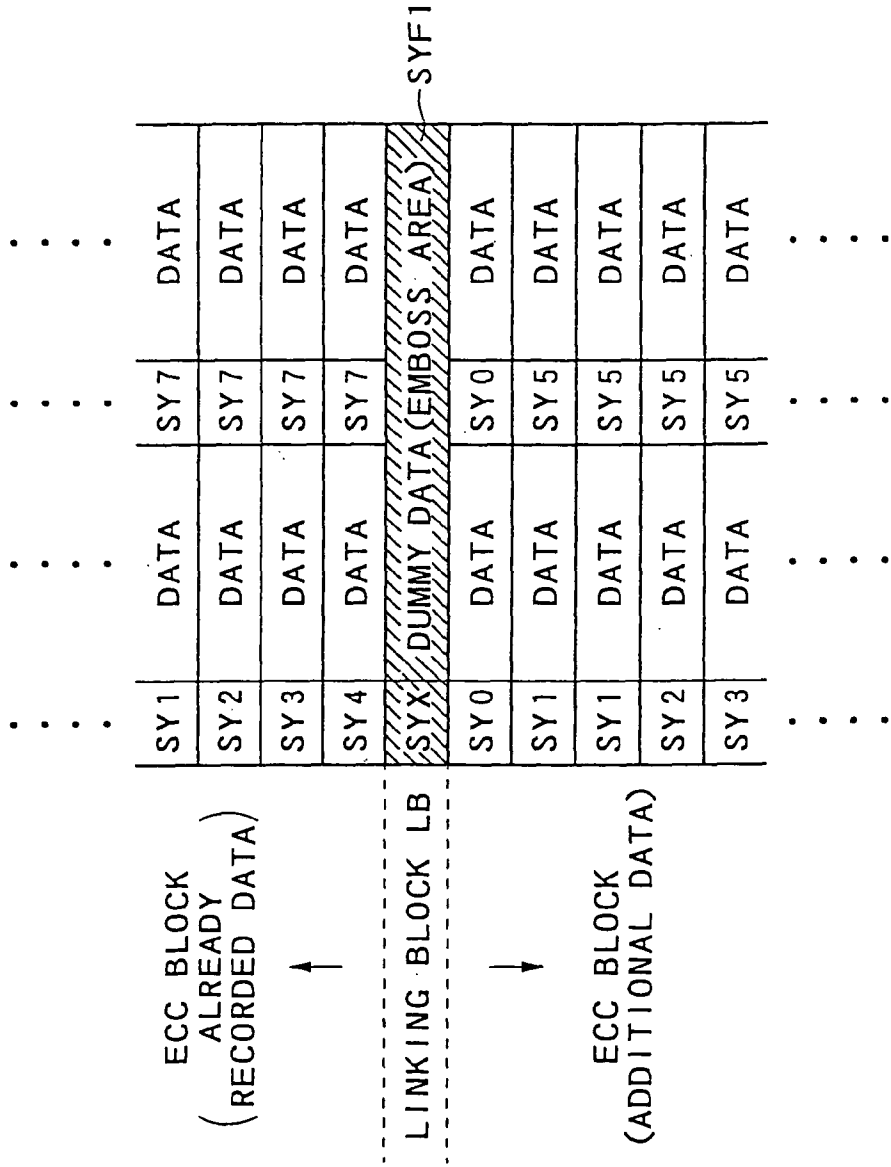 ECC BLOCK
ALREADY
(RECORDED DATA)
LINKING BLOCK LB
ECC BLOCK
(ADDITIONAL DATA)
SY1 DATA SY7 DATA
SY2 DATA SY7 DATA
SY3 DATA SY7 DATA
SY4 DATA SY7 DATA
SYX DUMMY DATA(EMBOSS AREA)
SYF1
SY0 DATA SY0 DATA
SY1 DATA SY5 DATA
SY1 DATA SY5 DATA
SY2 DATA SY5 DATA
SY3 DATA SY5 DATA